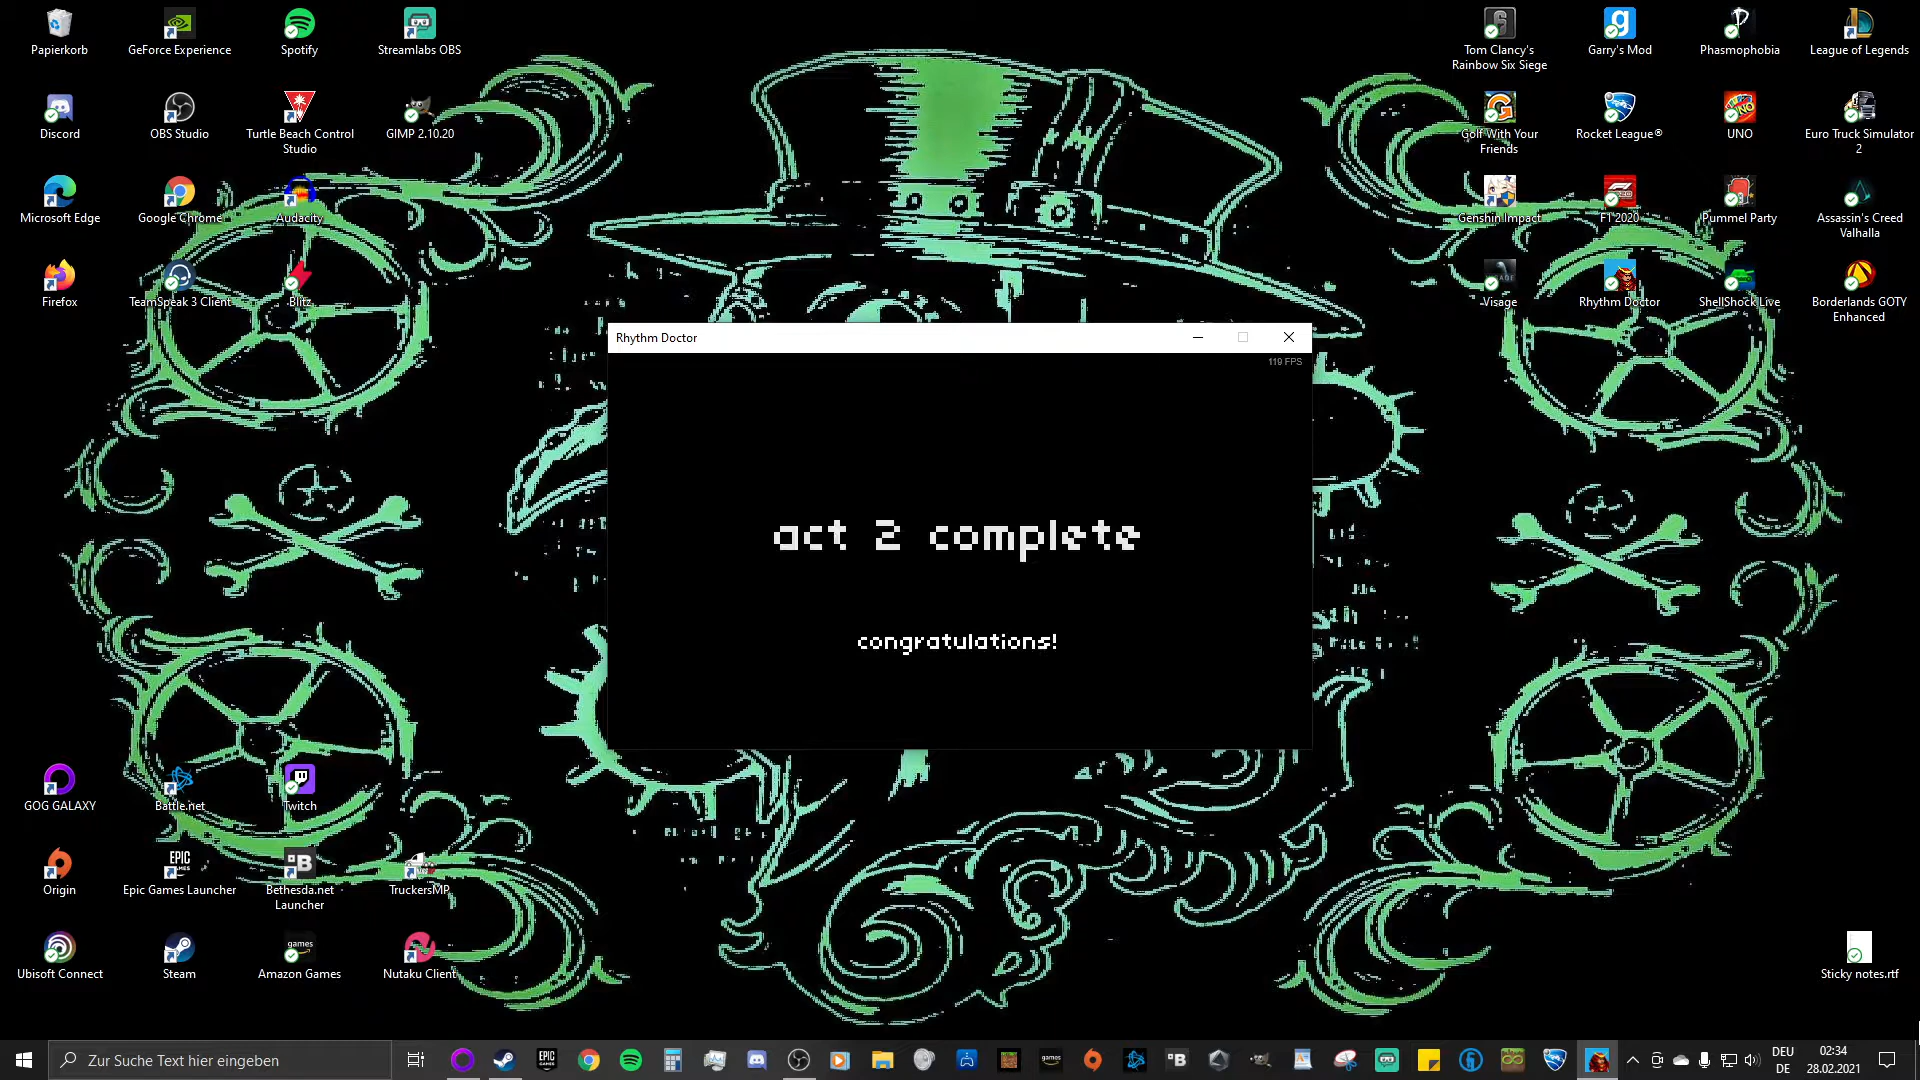 Papierkorb
GeForce Experience
Spotify
Streamlabs OBS
Tom Clancy's
Rainbow Six Siege
Garry's Mod
Phasmophobia
League of Legends
Discord
OBS Studio
Turtle Beach Control
Studio
GIMP 2.10.20
Golf With Your
Friends
Rocket League®
UNO
Euro Truck Simulator
2
Microsoft Edge
Google Chrome
Audacity
Genshin Impact
F1 2020
Pummel Party
Assassin's Creed
Valhalla
Firefox
TeamSpeak 3 Client
Blitz
Visage
Rhythm Doctor
ShellShock Live
Borderlands GOTY
Enhanced
Rhythm Doctor
119 FPS
act 2 complete
congratulations!
GOG GALAXY
Battle.net
Twitch
Origin
Epic Games Launcher
Bethesda.net
Launcher
TruckersMP
Ubisoft Connect
Steam
Amazon Games
Nutaku Client
Sticky notes.rtf
Zur Suche Text hier eingeben
DEU
DE
02:34
28.02.2021